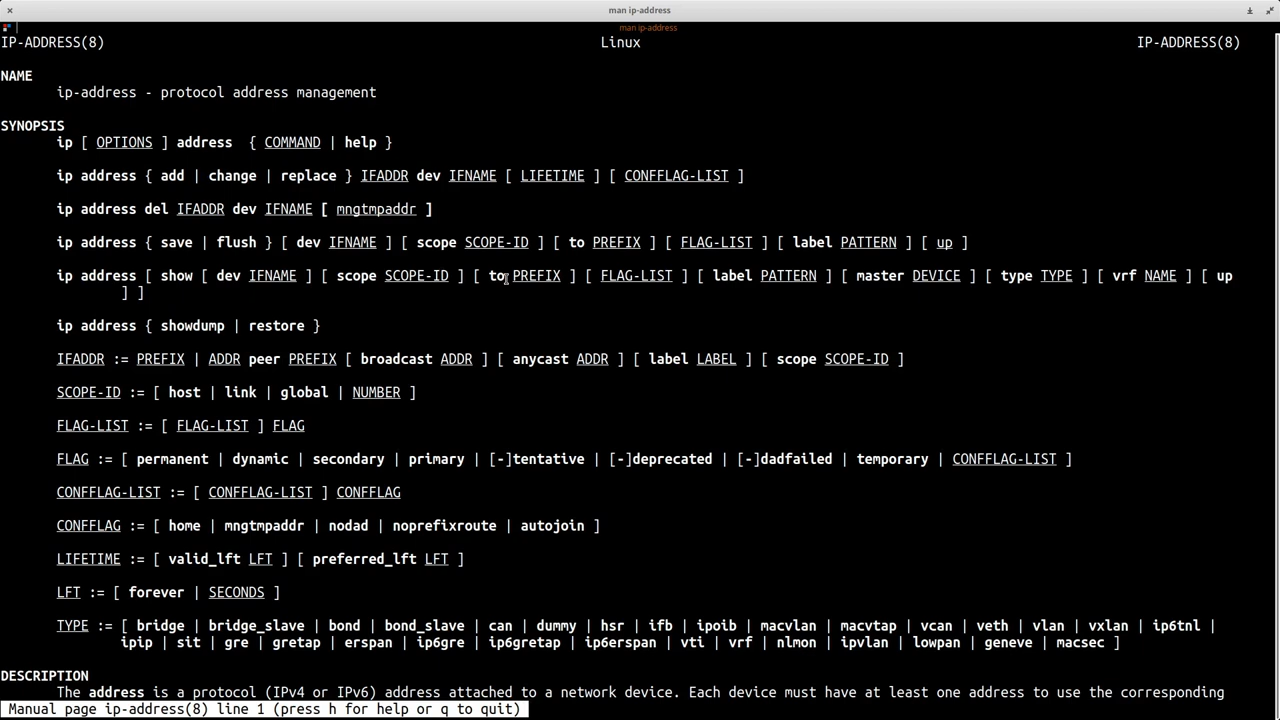 man ip-address
man ip-address
IP-ADDRESS(8) Linux IP-ADDRESS(8)
NAME
ip-address - protocol address management
SYNOPSIS
ip [ OPTIONS ] address  { COMMAND | help }
ip address { add | change | replace } IFADDR dev IFNAME [ LIFETIME ] [ CONFFLAG-LIST ]
ip address del IFADDR dev IFNAME [ mngtmpaddr ]
ip address { save | flush } [ dev IFNAME ] [ scope SCOPE-ID ] [ to PREFIX ] [ FLAG-LIST ] [ label PATTERN ] [ up ]
ip address [ show [ dev IFNAME ] [ scope SCOPE-ID ] [ to PREFIX ] [ FLAG-LIST ] [ label PATTERN ] [ master DEVICE ] [ type TYPE ] [ vrf NAME ] [ up
] ]
ip address { showdump | restore }
IFADDR := PREFIX | ADDR peer PREFIX [ broadcast ADDR ] [ anycast ADDR ] [ label LABEL ] [ scope SCOPE-ID ]
SCOPE-ID := [ host | link | global | NUMBER ]
FLAG-LIST := [ FLAG-LIST ] FLAG
FLAG := [ permanent | dynamic | secondary | primary | [-]tentative | [-]deprecated | [-]dadfailed | temporary | CONFFLAG-LIST ]
CONFFLAG-LIST := [ CONFFLAG-LIST ] CONFFLAG
CONFFLAG := [ home | mngtmpaddr | nodad | noprefixroute | autojoin ]
LIFETIME := [ valid_lft LFT ] [ preferred_lft LFT ]
LFT := [ forever | SECONDS ]
TYPE := [ bridge | bridge_slave | bond | bond_slave | can | dummy | hsr | ifb | ipoib | macvlan | macvtap | vcan | veth | vlan | vxlan | ip6tnl |
ipip | sit | gre | gretap | erspan | ip6gre | ip6gretap | ip6erspan | vti | vrf | nlmon | ipvlan | lowpan | geneve | macsec ]
DESCRIPTION
The address is a protocol (IPv4 or IPv6) address attached to a network device. Each device must have at least one address to use the corresponding
Manual page ip-address(8) line 1 (press h for help or q to quit)